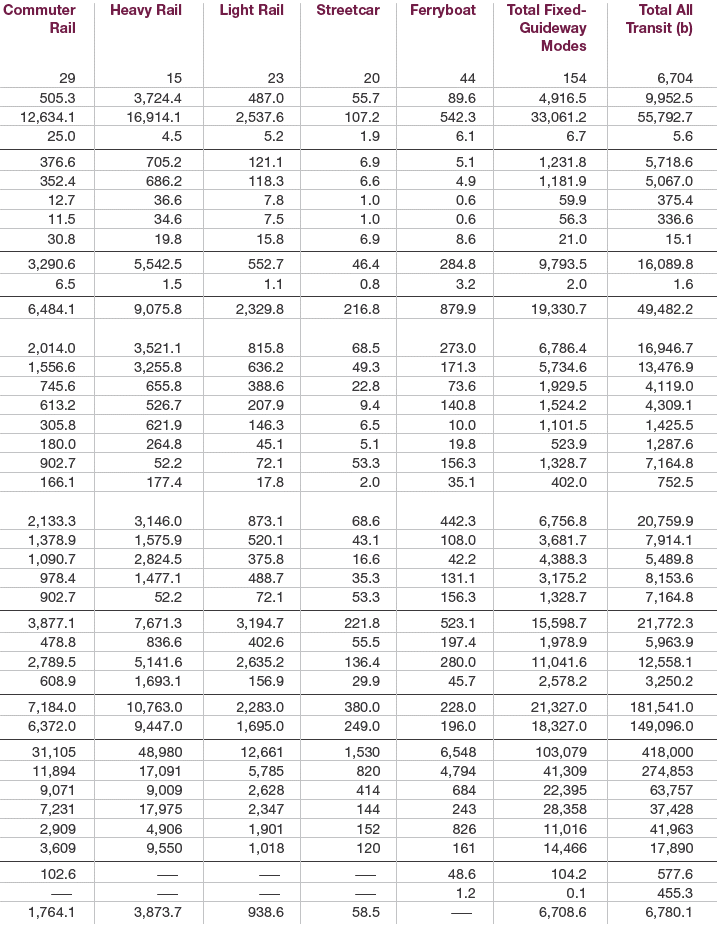 Commuter Heavy Rail Light Rail Streetcar Ferryboat Total Fixed- Total All
Rail Guideway Transit (b)
Modes
29 15 23 20 44 154 6,704
505.3 3,724.4 487.0 55.7 89.6 4,916.5 9,952.5
12,634.1 16,914.1 2,537.6 107.2 542.3 33,061.2 55,792.7
25.0 4.5 5.2 1.9 6.1 6.7 5.6
376.6 705.2 121.1 6.9 5.1 1,231.8 5,718.6
352.4 686.2 118.3 6.6 4.9 1,181.9 5,067.0
12.7 36.6 7.8 1.0 0.6 59.9 375.4
11.5 34.6 7.5 1.0 0.6 56.3 336.6
30.8 19.8 15.8 6.9 8.6 21.0 15.1
3,290.6 5,542.5 552.7 46.4 284.8 9,793.5 16,089.8
6.5 1.5 1.1 0.8 3.2 2.0 1.6
6,484.1 9,075.8 2,329.8 216.8 879.9 19,330.7 49,482.2
2,014.0 3,521.1 815.8 68.5 273.0 6,786.4 16,946.7
1,556.6 3,255.8 636.2 49.3 171.3 5,734.6 13,476.9
745.6 655.8 388.6 22.8 73.6 1,929.5 4,119.0
613.2 526.7 207.9 9.4 140.8 1,524.2 4,309.1
305.8 621.9 146.3 6.5 10.0 1,101.5 1,425.5
180.0 264.8 45.1 5.1 19.8 523.9 1,287.6
902.7 52.2 72.1 53.3 156.3 1,328.7 7,164.8
166.1 177.4 17.8 2.0 35.1 402.0 752.5
2,133.3 3,146.0 873.1 68.6 442.3 6,756.8 20,759.9
1,378.9 1,575.9 520.1 43.1 108.0 3,681.7 7,914.1
1,090.7 2,824.5 375.8 16.6 42.2 4,388.3 5,489.8
978.4 1,477.1 488.7 35.3 131.1 3,175.2 8,153.6
902.7 52.2 72.1 53.3 156.3 1,328.7 7,164.8
3,877.1 7,671.3 3,194.7 221.8 523.1 15,598.7 21,772.3
478.8 836.6 402.6 55.5 197.4 1,978.9 5,963.9
2,789.5 5,141.6 2,635.2 136.4 280.0 11,041.6 12,558.1
608.9 1,693.1 156.9 29.9 45.7 2,578.2 3,250.2
7,184.0 10,763.0 2,283.0 380.0 228.0 21,327.0 181,541.0
6,372.0 9,447.0 1,695.0 249.0 196.0 18,327.0 149,096.0
31,105 48,980 12,661 1,530 6,548 103,079 418,000
11,894 17,091 5,785 820 4,794 41,309 274,853
9,071 9,009 2,628 414 684 22,395 63,757
7,231 17,975 2,347 144 243 28,358 37,428
2,909 4,906 1,901 152 826 11,016 41,963
3,609 9,550 1,018 120 161 14,466 17,890
102.6 — — — 48.6 104.2 577.6
— — — — 1.2 0.1 455.3
1,764.1 3,873.7 938.6 58.5 — 6,708.6 6,780.1